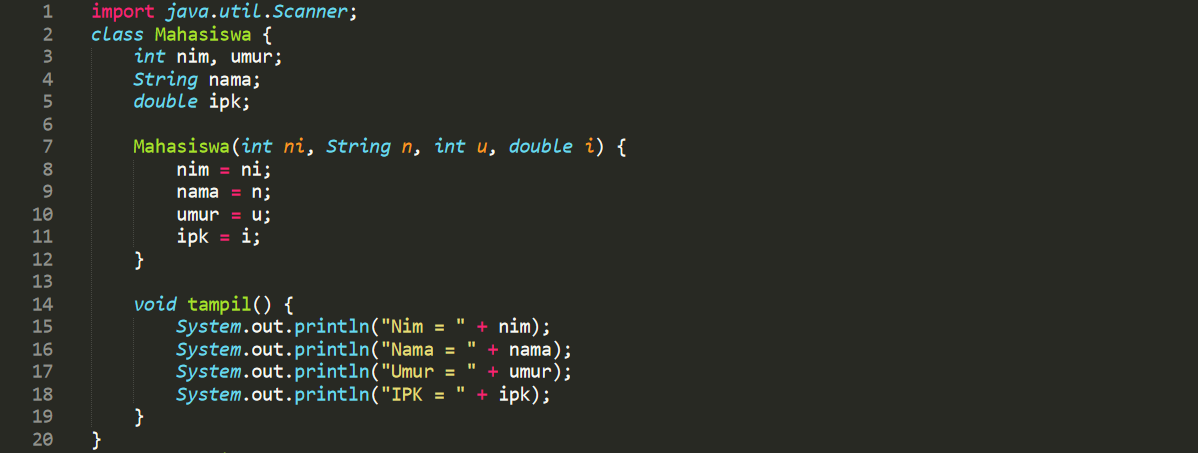 1 import java.util.Scanner;
2 class Mahasiswa {
3     int nim, umur;
4     String nama;
5     double ipk;
6
7     Mahasiswa(int ni, String n, int u, double i) {
8         nim = ni;
9         nama = n;
10         umur = u;
11         ipk = i;
12     }
13
14     void tampil() {
15         System.out.println("Nim = " + nim);
16         System.out.println("Nama = " + nama);
17         System.out.println("Umur = " + umur);
18         System.out.println("IPK = " + ipk);
19     }
20 }